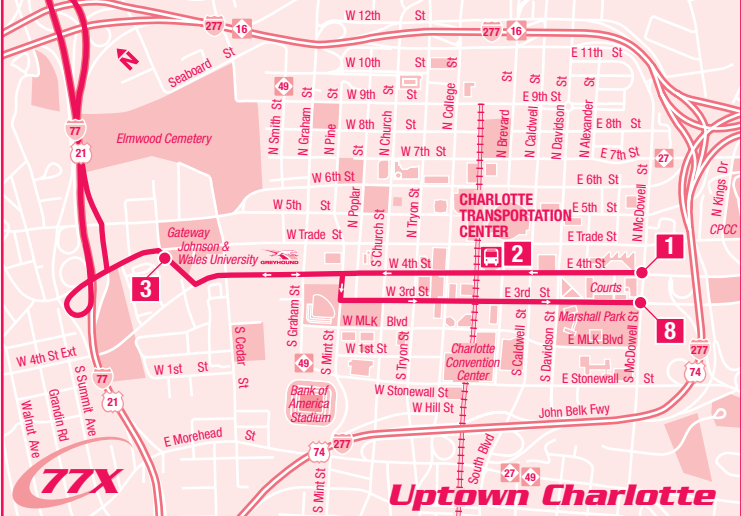 W 12th St
277
16
277
16
N
Seaboard St
W 10th St
E 11th St
49
W 9th St
E 9th St
N Smith St
N Graham St
N Pine
N Church St
N College St
N Brevard St
N Caldwell St
N Davidson St
N Alexander St
W 8th St
E 8th St
77
21
Elmwood Cemetery
W 7th St
E 7th St
27
W 6th St
E 6th St
N Kings Dr
N Poplar St
N Tryon St
CHARLOTTE
TRANSPORTATION
CENTER
W 5th St
E 5th St
N McDowell St
CPCC
S Church St
Gateway
Johnson &
Wales University
GREYHOUND
W Trade St
E Trade St
2
1
W 4th St
E 4th St
3
Courts
W 3rd St
E 3rd St
8
Marshall Park
S Graham St
S Mint St
W MLK Blvd
E MLK Blvd
S Cedar St
W 1st St
S Tryon St
Charlotte
Convention
Center
S Caldwell St
S Davidson St
S McDowell St
277
74
W 4th St Ext
W 1st St
49
77
21
E Stonewall St
Bank of
America
Stadium
W Stonewall St
W Hill St
S Summit Ave
Grandin Rd
Walnut Ave
John Belk Fwy
E Morehead St
74
277
S Mint St
South Blvd
27
49
77X
Uptown Charlotte